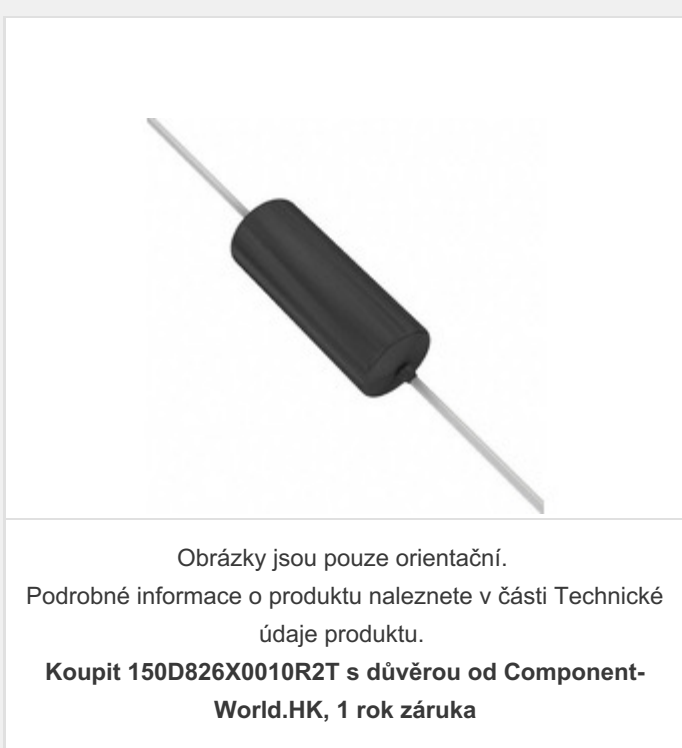 Obrázky jsou pouze orientační.
Podrobné informace o produktu naleznete v části Technické
údaje produktu.
Koupit 150D826X0010R2T s důvěrou od Component-
World.HK, 1 rok záruka